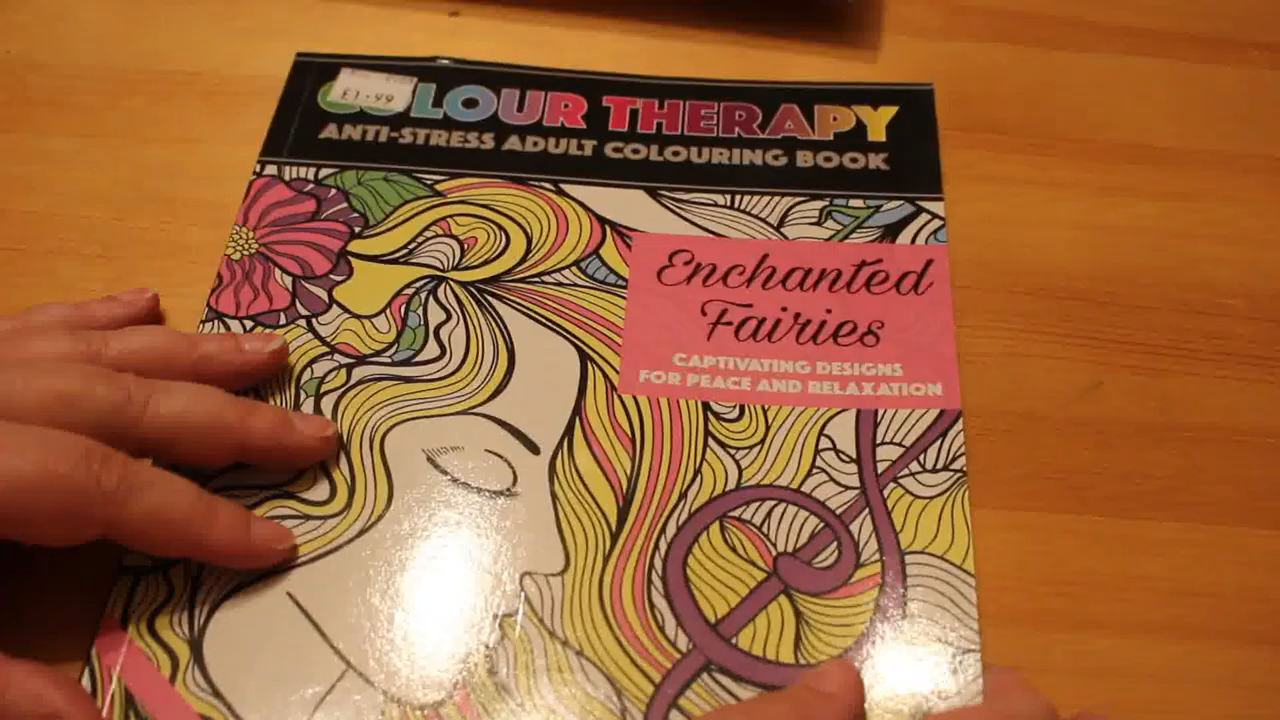 £1.99
COLOUR THERAPY
ANTI-STRESS ADULT COLOURING BOOK
Enchanted
Fairies
CAPTIVATING DESIGNS
FOR PEACE AND RELAXATION